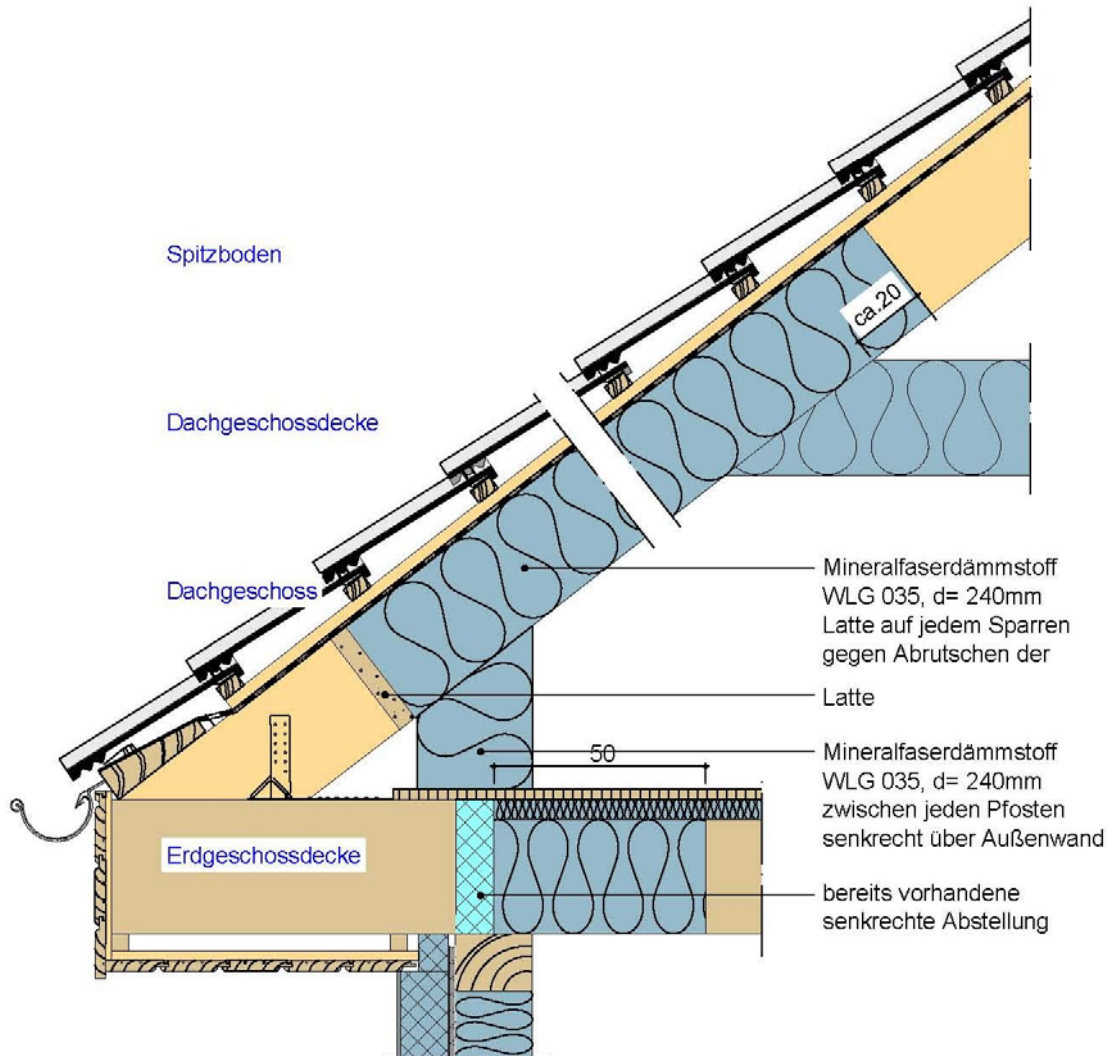 Spitzboden
ca.20
Dachgeschossdecke
Dachgeschoss
Mineralfaserdämmstoff
WLG 035, d= 240mm
Latte auf jedem Sparren
gegen Abrutschen der
Latte
Mineralfaserdämmstoff
WLG 035, d= 240mm
zwischen jeden Pfosten
senkrecht über Außenwand
50
Erdgeschossdecke
bereits vorhandene
senkrechte Abstellung